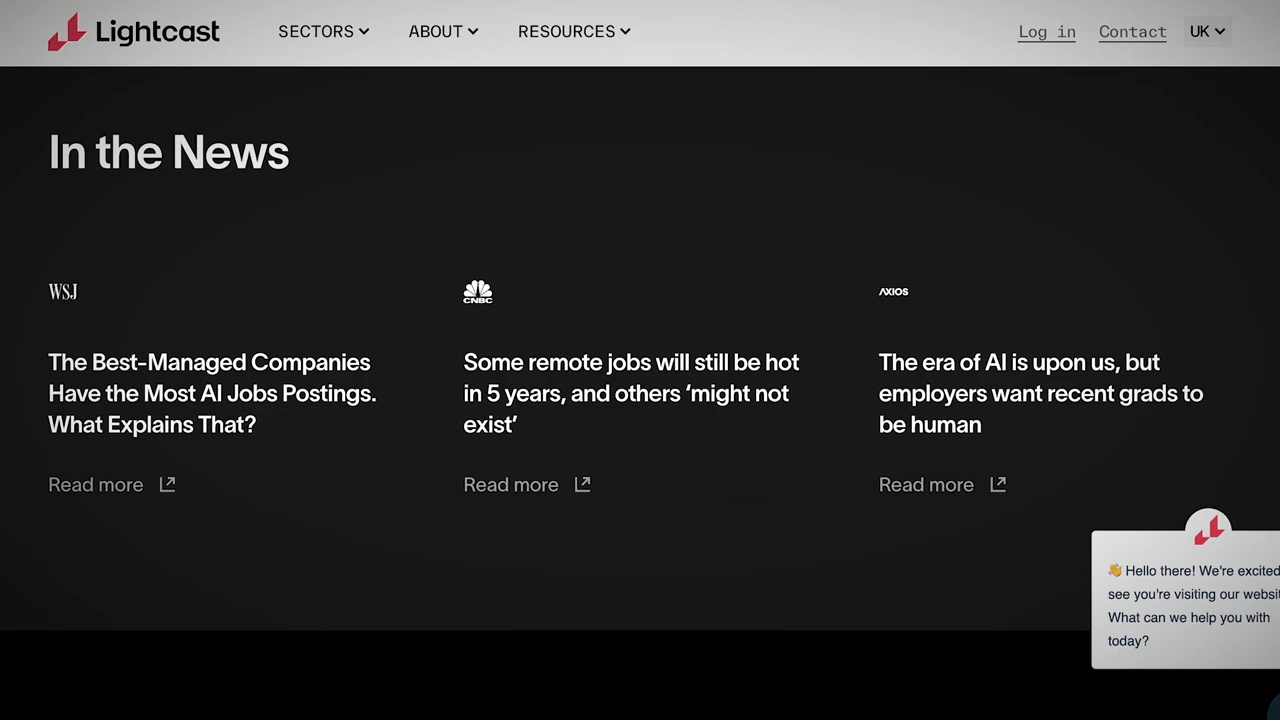 Lightcast
SECTORS
ABOUT
RESOURCES
Log in
Contact
UK
In the News
WSJ
The Best-Managed Companies
Have the Most AI Jobs Postings.
What Explains That?
Read more
CNBC
Some remote jobs will still be hot
in 5 years, and others ‘might not
exist’
Read more
AXIOS
The era of AI is upon us, but
employers want recent grads to
be human
Read more
👋 Hello there! We're excited
see you're visiting our
What can we help you with
today?